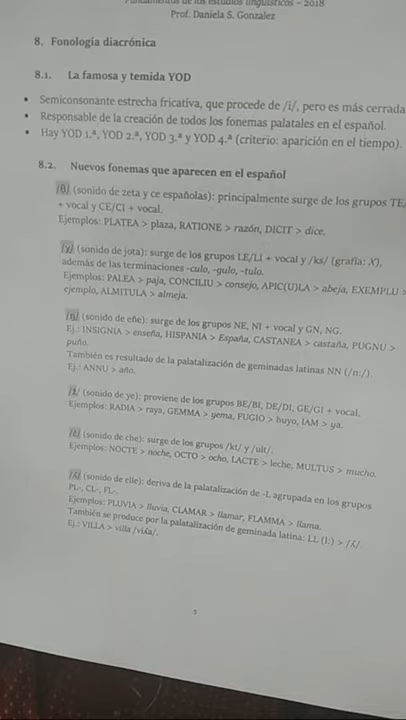 Fundamentos de los estudios lingüísticos – 2018
Prof. Daniela S. Gonzalez
8. Fonología diacrónica
8.1. La famosa y temida YOD
• Semiconsonante estrecha fricativa, que procede de /i/, pero es más cerrada
• Responsable de la creación de todos los fonemas palatales en el español.
• Hay YOD 1.ª, YOD 2.ª, YOD 3.ª y YOD 4.ª (criterio: aparición en el tiempo).
8.2. Nuevos fonemas que aparecen en el español
/θ/ (sonido de zeta y ce españolas): principalmente surge de los grupos TE/
+ vocal y CE/CI + vocal.
Ejemplos: PLATEA > plaza, RATIONE > razón, DICIT > dice.
/χ/ (sonido de jota): surge de los grupos LE/LI + vocal y /ks/ (grafía: X),
además de las terminaciones -culo, -gulo, -tulo.
Ejemplos: PALEA > paja, CONCILIU > consejo, APIC(U)LA > abeja, EXEMPLU >
ejemplo, ALMITULA > almeja.
(sonido de eñe): surge de los grupos NE, NI + vocal y GN, NG.
Ej.: INSIGNIA > enseña, HISPANIA > España, CASTANEA > castaña, PUGNU >
puño.
También es resultado de la palatalización de geminadas latinas NN (/n:/).
Ej.: ANNU > año.
(sonido de ye): proviene de los grupos BE/BI, DE/DI, GE/GI + vocal.
Ejemplos: RADIA > raya, GEMMA > yema, FUGIO > huyo, IAM > ya.
(sonido de che): surge de los grupos /kt/ y /ult/.
Ejemplos: NOCTE > noche, OCTO > ocho, LACTE > leche, MULTUS > mucho.
/ʎ/ (sonido de elle): deriva de la palatalización de -L agrupada en los grupos
PL-, CL-, FL-.
Ejemplos: PLUVIA > lluvia, CLAMAR > llamar, FLAMMA > llama.
También se produce por la palatalización de geminada latina: LL (l:) > /ʎ/
Ej.: VILLA > villa /viʎa/.
5